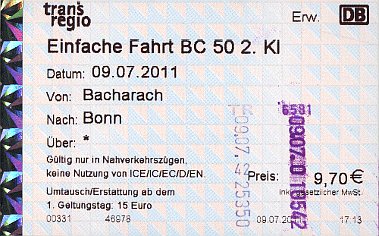 trans regio Erw. DB
Einfache Fahrt BC 50 2. Kl
Datum: 09.07.2011
Von: Bacharach
Nach: Bonn
Über: *
Gültig nur in Nahverkehrszügen,
keine Nutzung von ICE/IC/EC/D/EN.
Preis: 9,70 €
Umtausch/Erstattung ab dem
1. Geltungstag: 15 Euro
00331 46978 09.07.2011 17:13